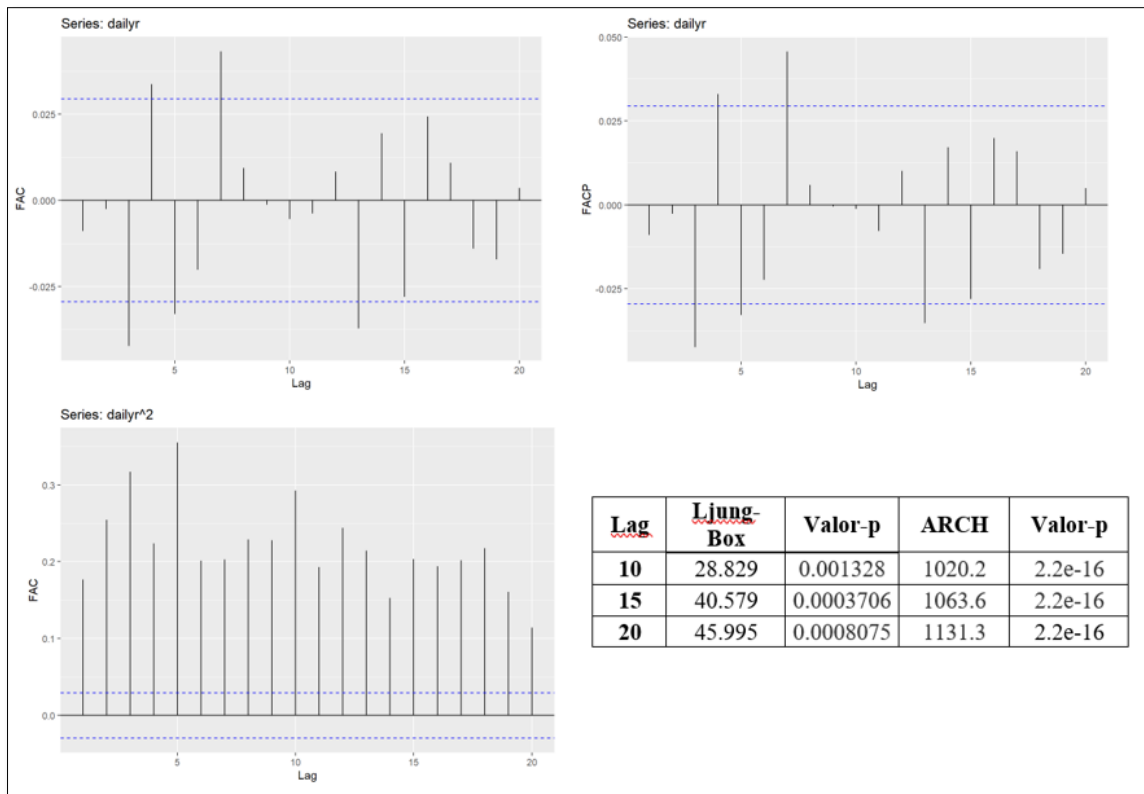 Series: dailyr
FAC
0.025
0.000
-0.025
5
10
15
20
Lag
Series: dailyr
FACP
0.050
0.025
0.000
-0.025
5
10
15
20
Lag
Series: dailyr^2
FAC
0.3
0.2
0.1
0.0
5
10
15
20
Lag
Lag Ljung-Box Valor-p ARCH Valor-p
10 28.829 0.001328 1020.2 2.2e-16
15 40.579 0.0003706 1063.6 2.2e-16
20 45.995 0.0008075 1131.3 2.2e-16